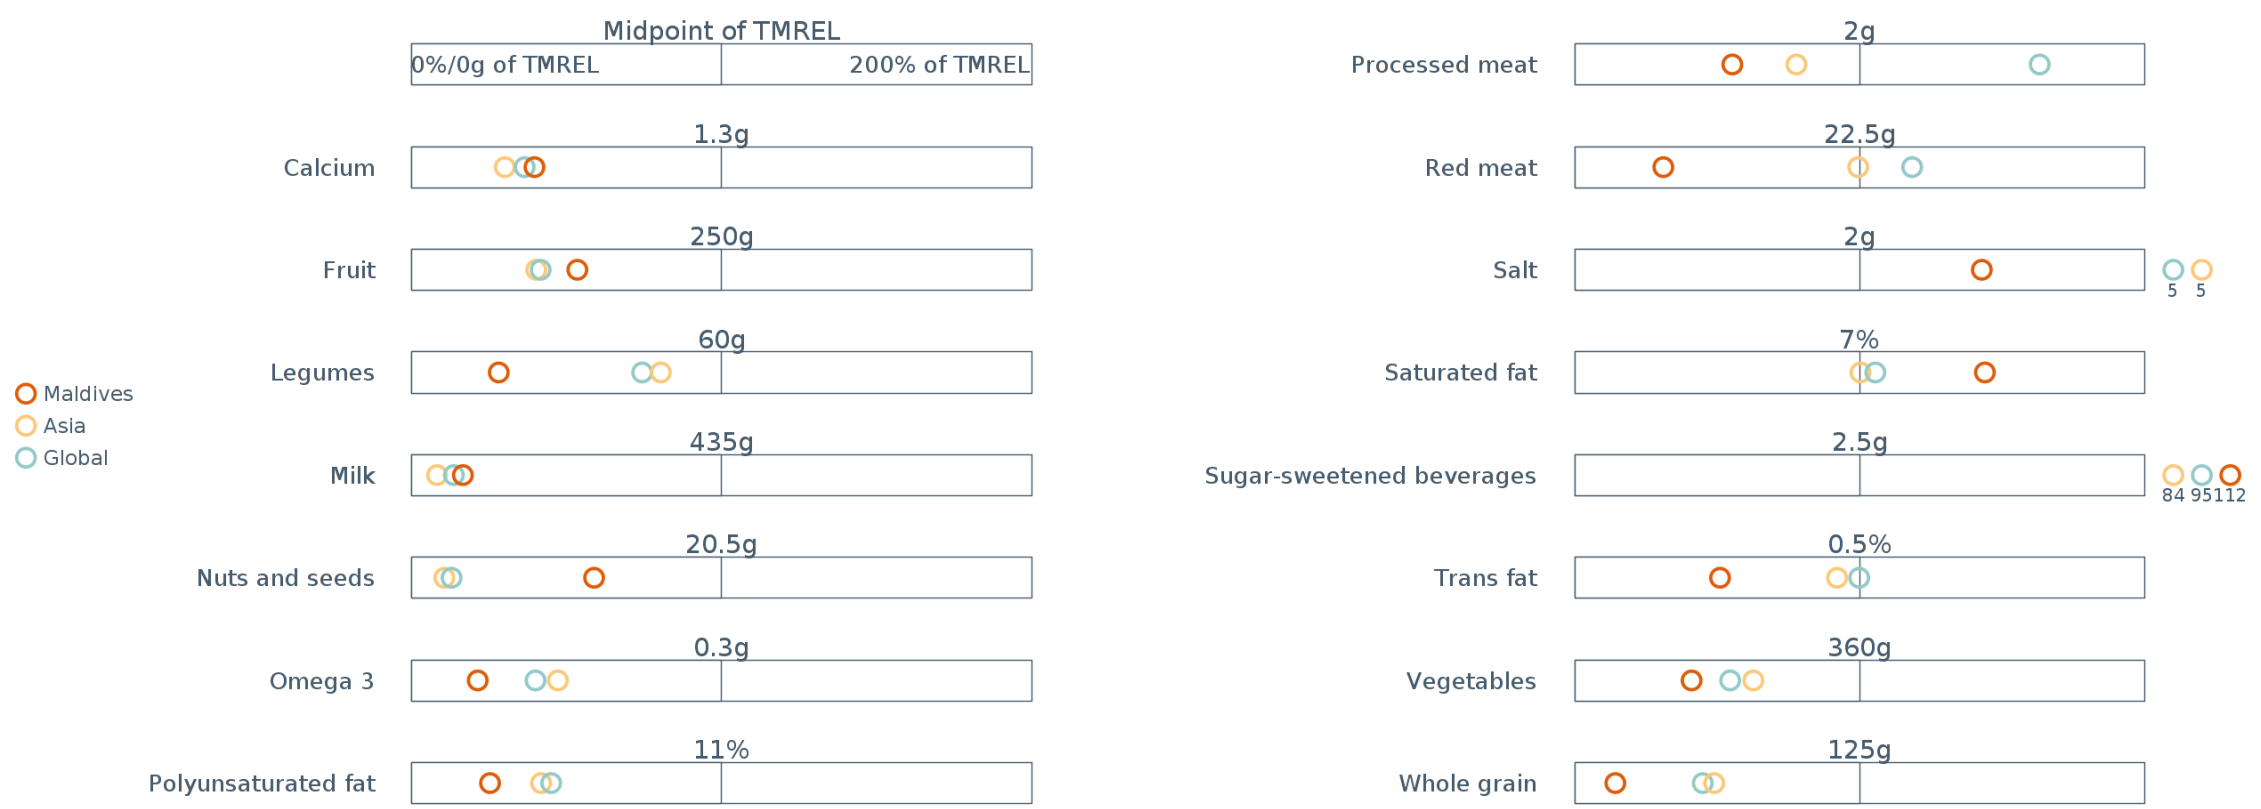 Midpoint of TMREL
0%/0g of TMREL 200% of TMREL
1.3g
Calcium
250g
Fruit
60g
Legumes
435g
Milk
20.5g
Nuts and seeds
0.3g
Omega 3
11%
Polyunsaturated fat
Maldives
Asia
Global
2g
Processed meat
22.5g
Red meat
2g
Salt
5 5
7%
Saturated fat
2.5g
Sugar-sweetened beverages
84 95 112
0.5%
Trans fat
360g
Vegetables
125g
Whole grain